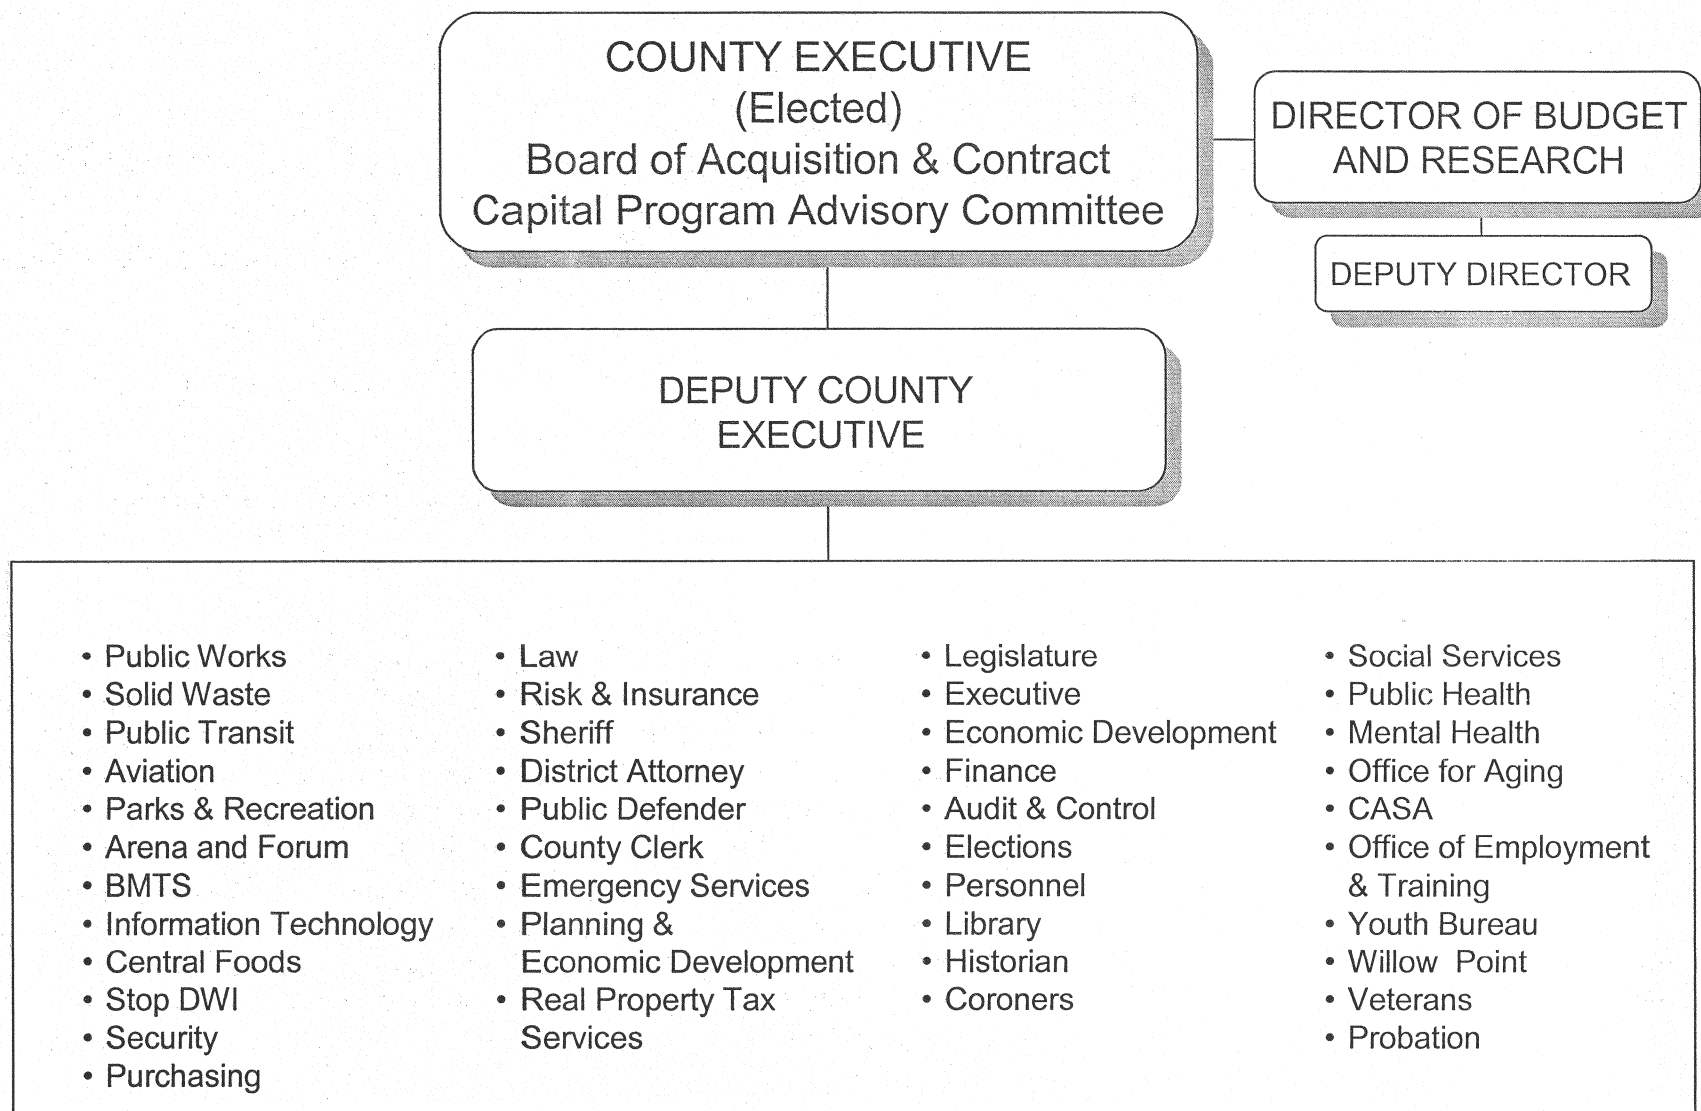 COUNTY EXECUTIVE
(Elected)
Board of Acquisition & Contract
Capital Program Advisory Committee
DIRECTOR OF BUDGET
AND RESEARCH
DEPUTY DIRECTOR
DEPUTY COUNTY
EXECUTIVE
• Public Works
• Solid Waste
• Public Transit
• Aviation
• Parks & Recreation
• Arena and Forum
• BMTS
• Information Technology
• Central Foods
• Stop DWI
• Security
• Purchasing
• Law
• Risk & Insurance
• Sheriff
• District Attorney
• Public Defender
• County Clerk
• Emergency Services
• Planning &
Economic Development
• Real Property Tax
Services
• Legislature
• Executive
• Economic Development
• Finance
• Audit & Control
• Elections
• Personnel
• Library
• Historian
• Coroners
• Social Services
• Public Health
• Mental Health
• Office for Aging
• CASA
• Office of Employment
& Training
• Youth Bureau
• Willow Point
• Veterans
• Probation